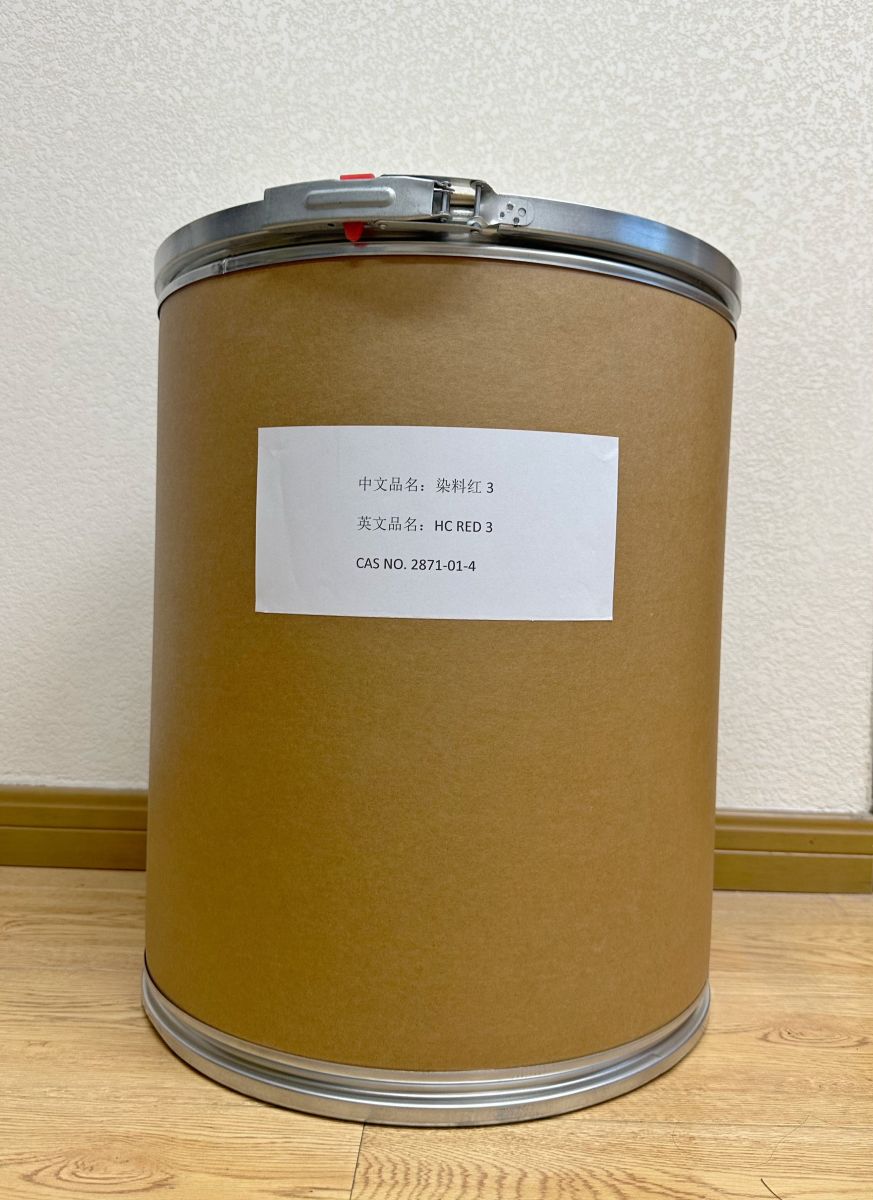 中文品名：染料红 3
英文品名：HC RED 3
CAS NO. 2871-01-4